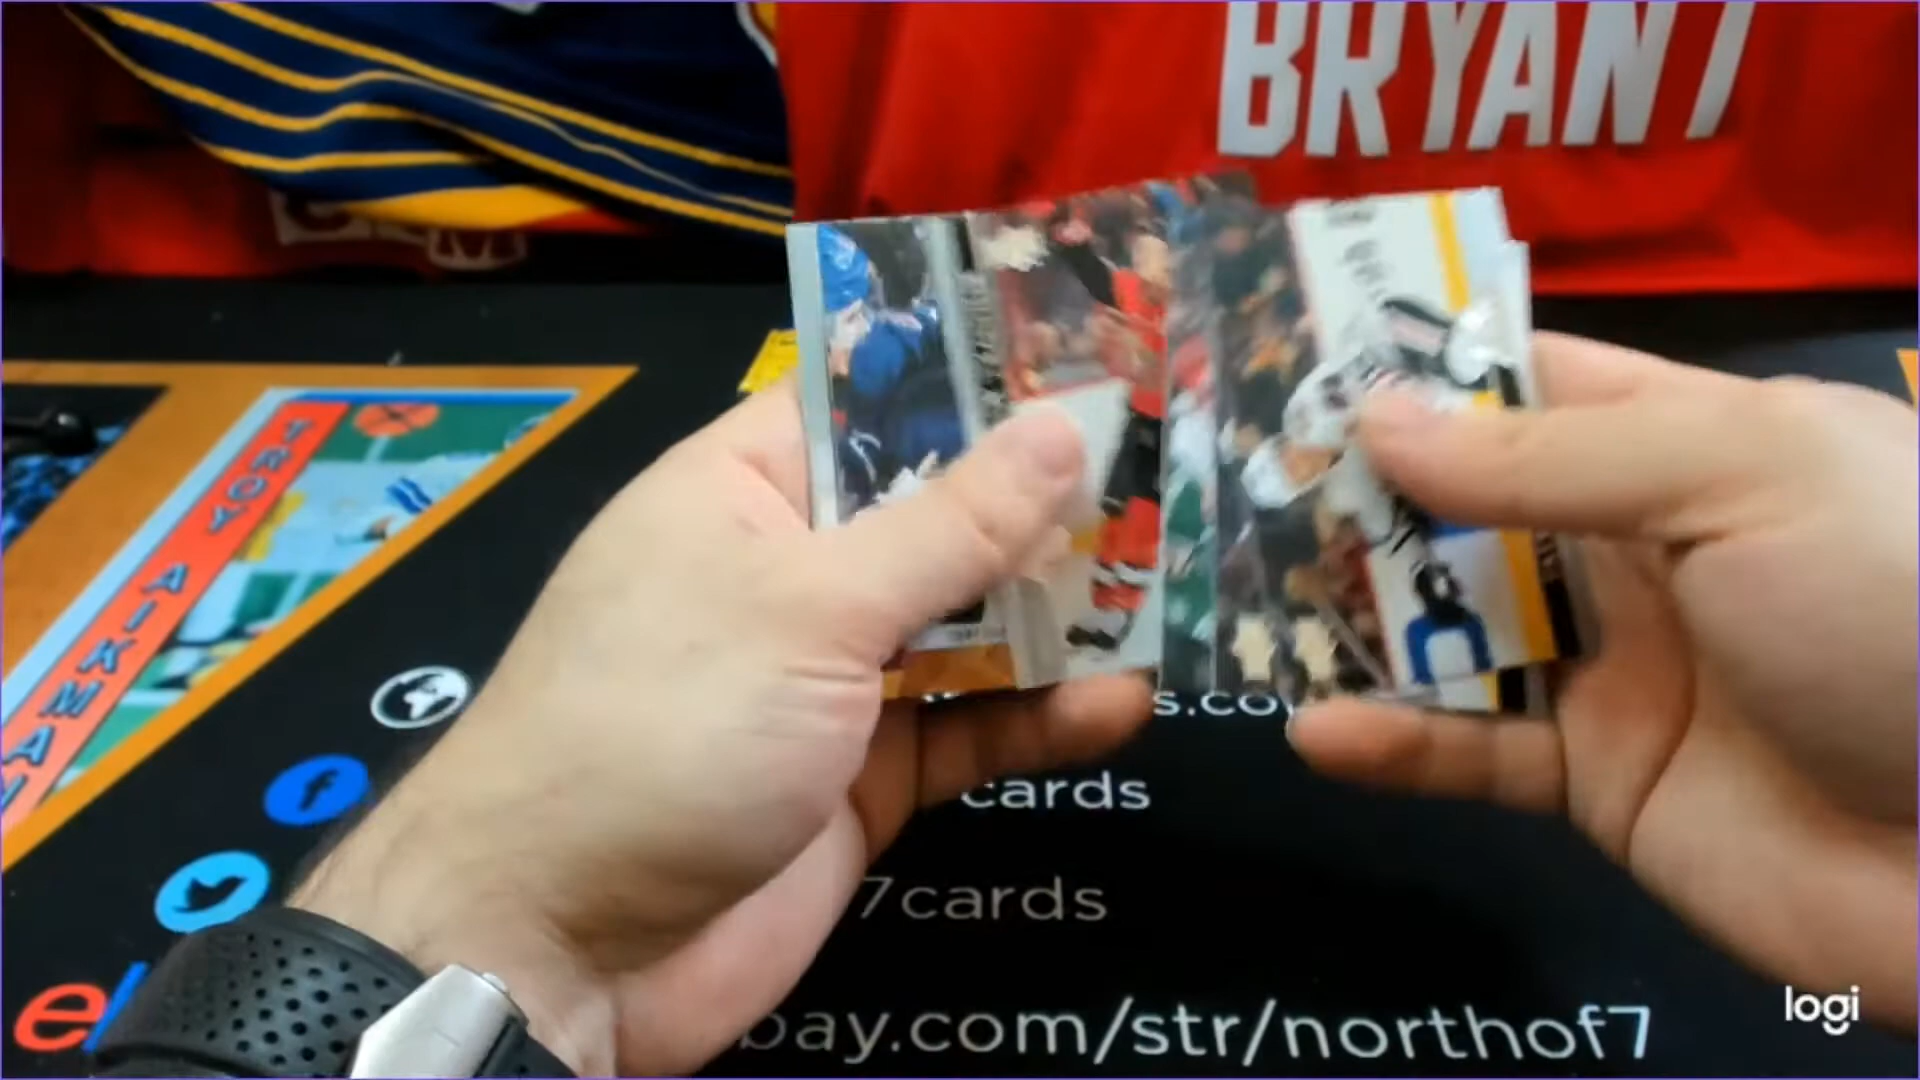 BRYANT
TROY AIKMAN
s.co
cards
7cards
e
bay.com/str/northof7
logi